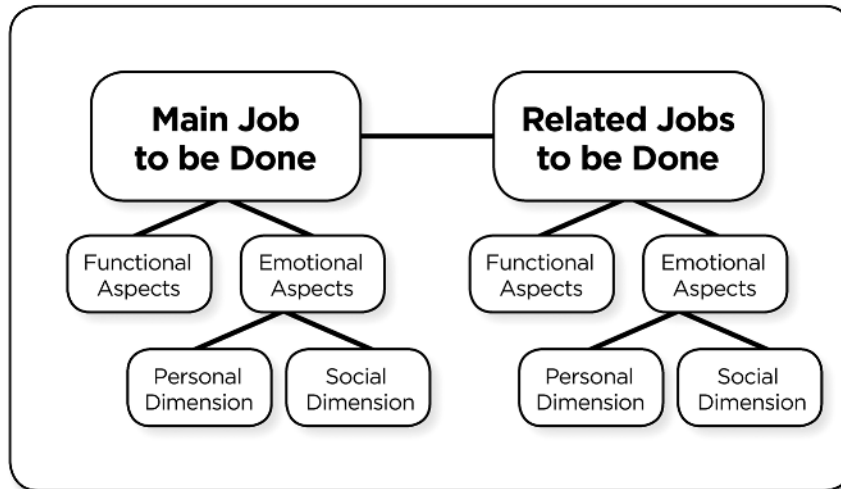 Main Job
to be Done
Related Jobs
to be Done
Functional
Aspects
Emotional
Aspects
Functional
Aspects
Emotional
Aspects
Personal
Dimension
Social
Dimension
Personal
Dimension
Social
Dimension